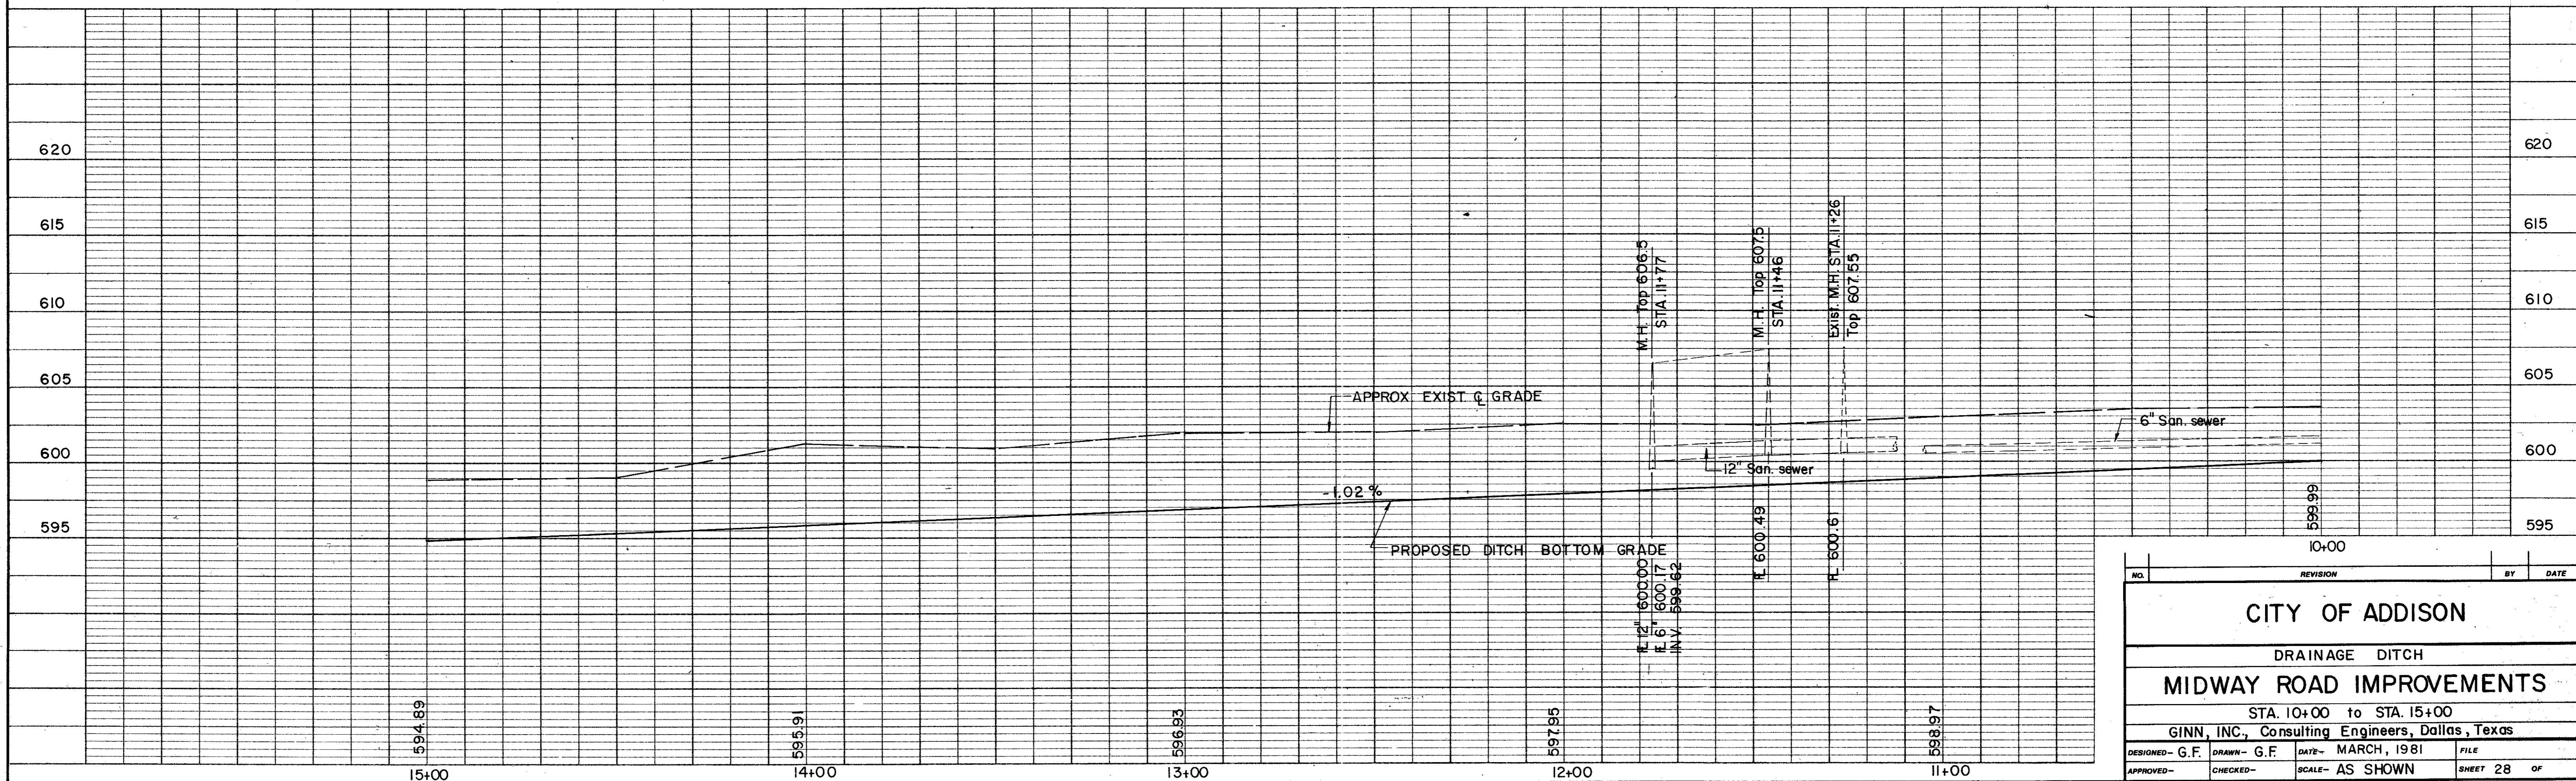 620
615
610
605
600
595
620
615
610
605
600
595
M.H. Top 606.5
STA. 11+77
M.H. Top 607.5
STA. 11+46
Exist. M.H. STA. 11+26
Top 607.55
APPROX EXIST. ℄ GRADE
6" San. sewer
12" San. sewer
-1.02 %
PROPOSED DITCH BOTTOM GRADE
FL 12" 600.00
FL 6" 600.17
INV. 599.62
FL 600.49
FL 600.61
594.89
595.91
596.93
597.95
598.97
599.99
15+00
14+00
13+00
12+00
11+00
10+00
NO. REVISION BY DATE
CITY OF ADDISON
DRAINAGE DITCH
MIDWAY ROAD IMPROVEMENTS
STA. 10+00 to STA. 15+00
GINN, INC., Consulting Engineers, Dallas, Texas
DESIGNED- G.F. DRAWN- G.F. DATE- MARCH, 1981 FILE
APPROVED- CHECKED- SCALE- AS SHOWN SHEET 28 OF